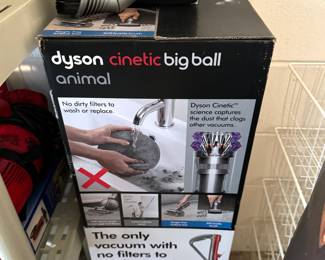 dyson cinetic big ball
animal
No dirty filters to
wash or replace.
Dyson Cinetic™
science captures
the dust that clogs
other vacuums.
The only
vacuum with
no filters to